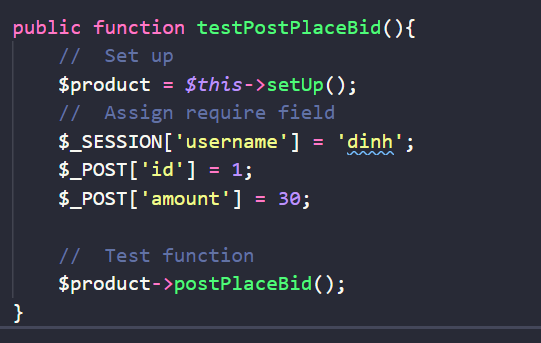 public function testPostPlaceBid(){
    //  Set up
    $product = $this->setUp();
    //  Assign require field
    $_SESSION['username'] = 'dinh';
    $_POST['id'] = 1;
    $_POST['amount'] = 30;

    //  Test function
    $product->postPlaceBid();
}